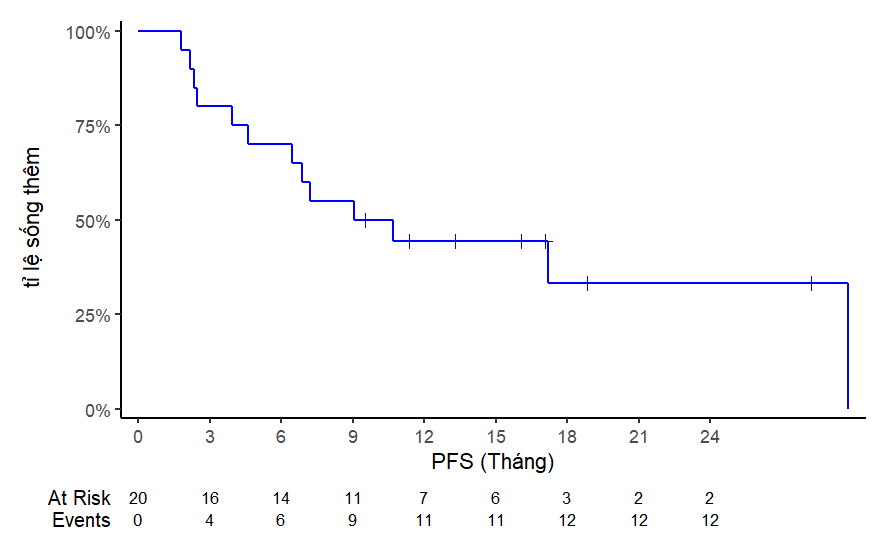 100%
75%
50%
25%
0%
tỉ lệ sống thêm
0 3 6 9 12 15 18 21 24
PFS (Tháng)
At Risk 20 16 14 11 7 6 3 2 2
Events 0 4 6 9 11 11 12 12 12